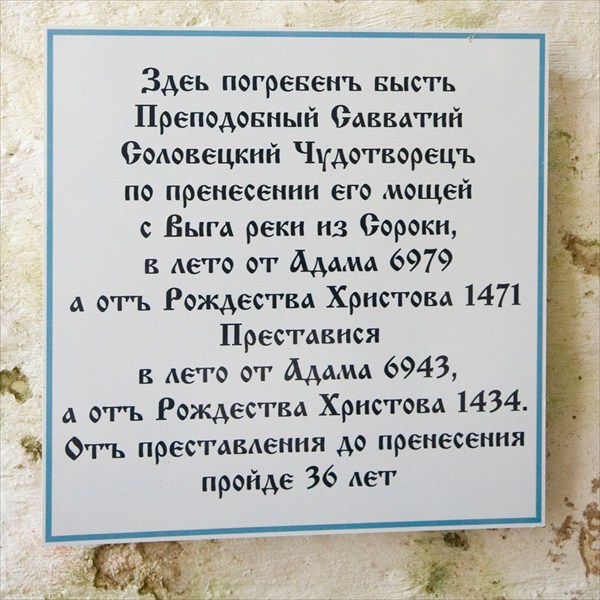 Здеь погребенъ бысть
Преподобный Савватий
Соловецкий Чудотворецъ
по пренесении его мощей
с Выга реки из Сороки,
в лето от Адама 6979
а отъ Рождества Христова 1471
Преставися
в лето от Адама 6943,
а отъ Рождества Христова 1434.
Отъ преставления до пренесения
пройде 36 лет